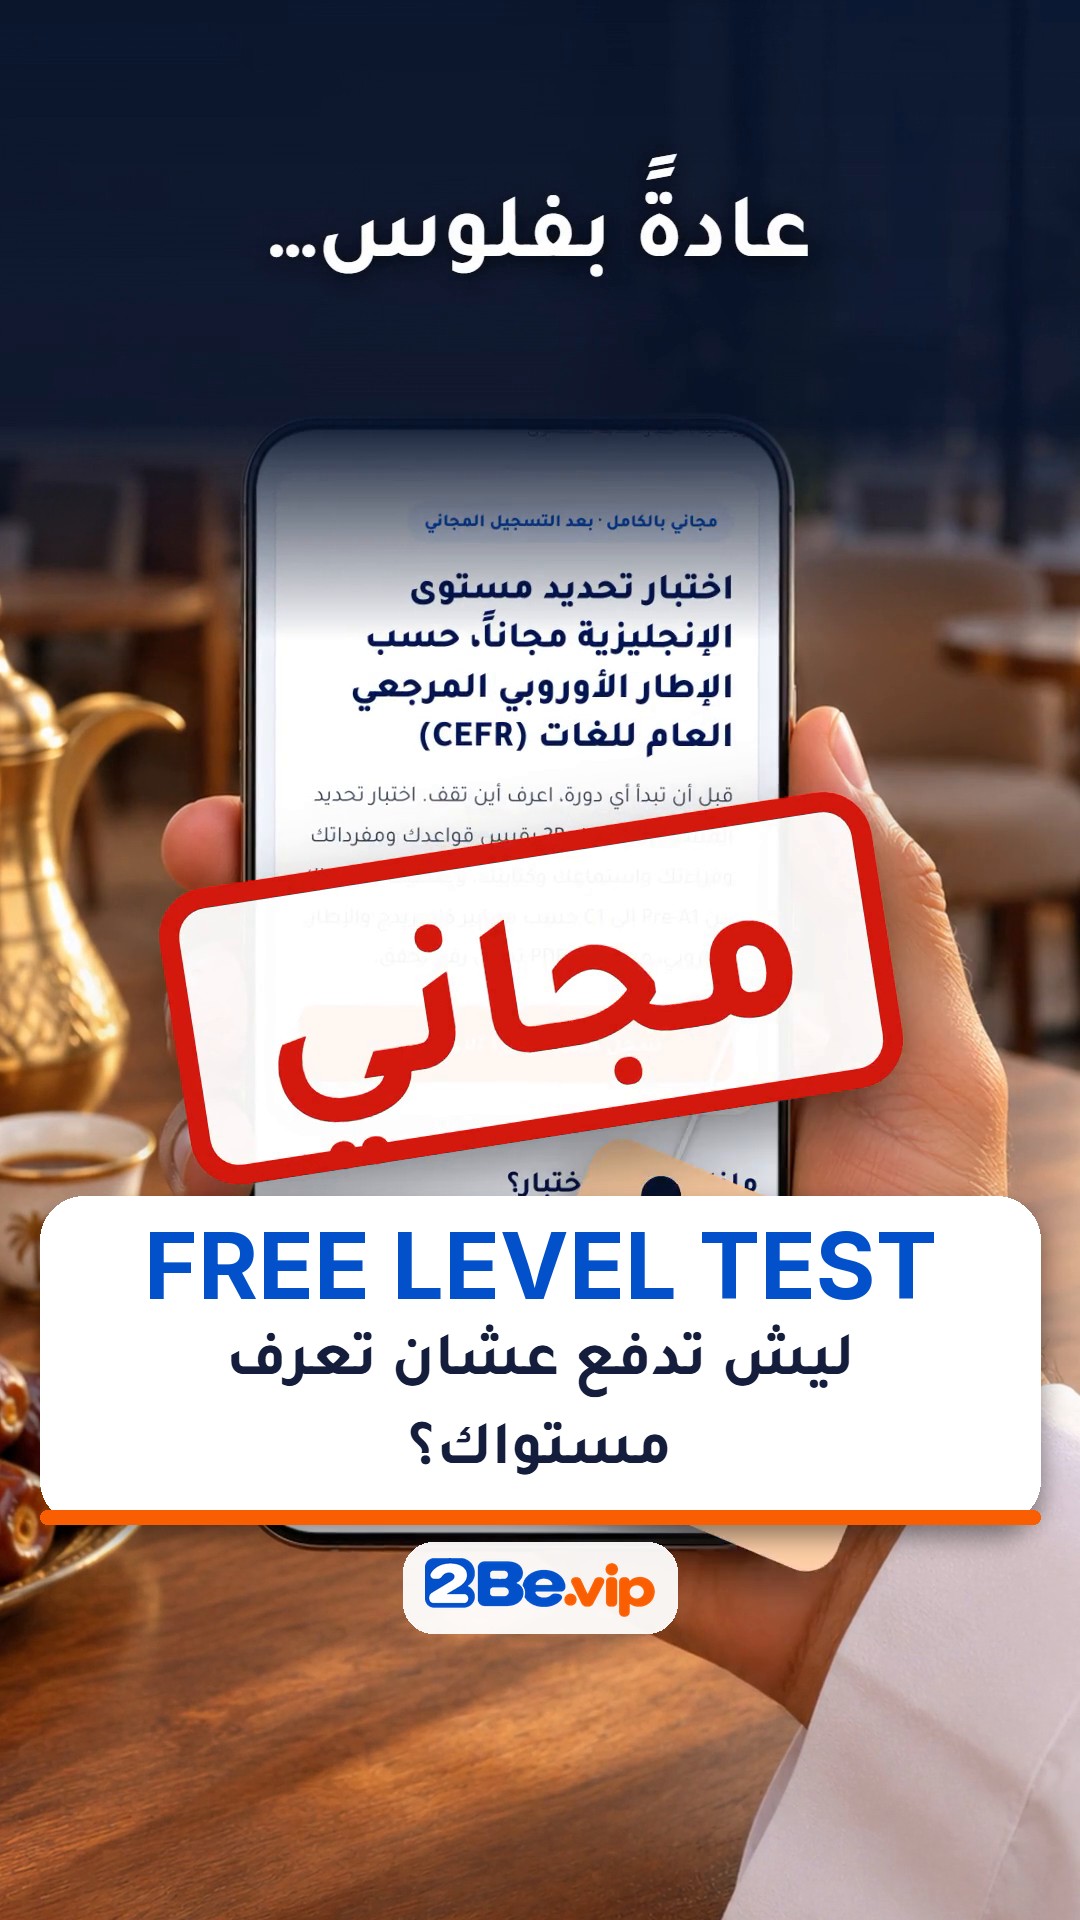 عادةً بفلوس...
مجاني بالكامل · بعد التسجيل المجاني
اختبار تحديد مستوى
الإنجليزية مجاناً، حسب
الإطار الأوروبي المرجعي
العام للغات (CEFR)
قبل أن تبدأ أي دورة، اعرف أين تقف. اختبار تحديد
يقيس قواعدك ومفرداتك
مجاني
ختبار؟
FREE LEVEL TEST
ليش تدفع عشان تعرف
مستواك؟
2Be.vip